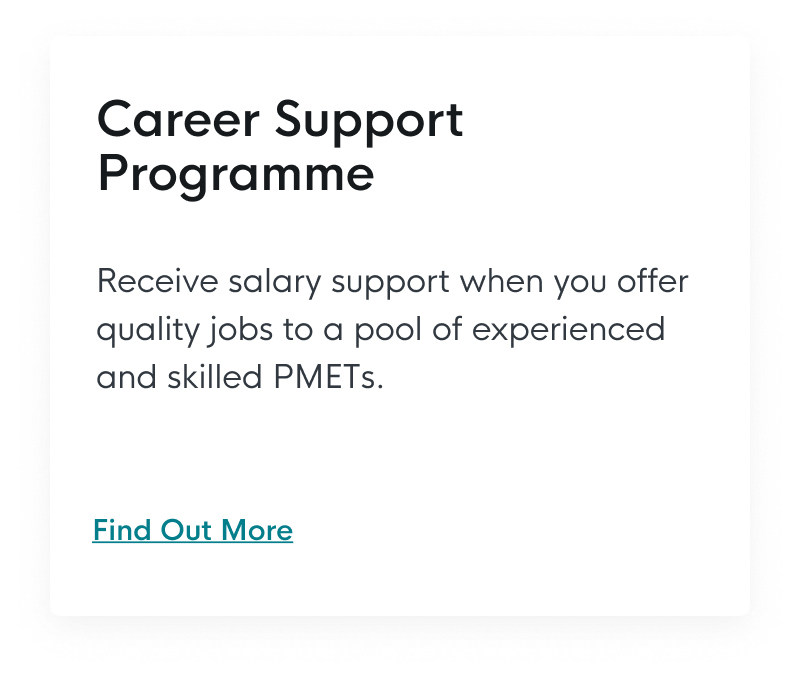 Career Support
Programme
Receive salary support when you offer
quality jobs to a pool of experienced
and skilled PMETs.
Find Out More